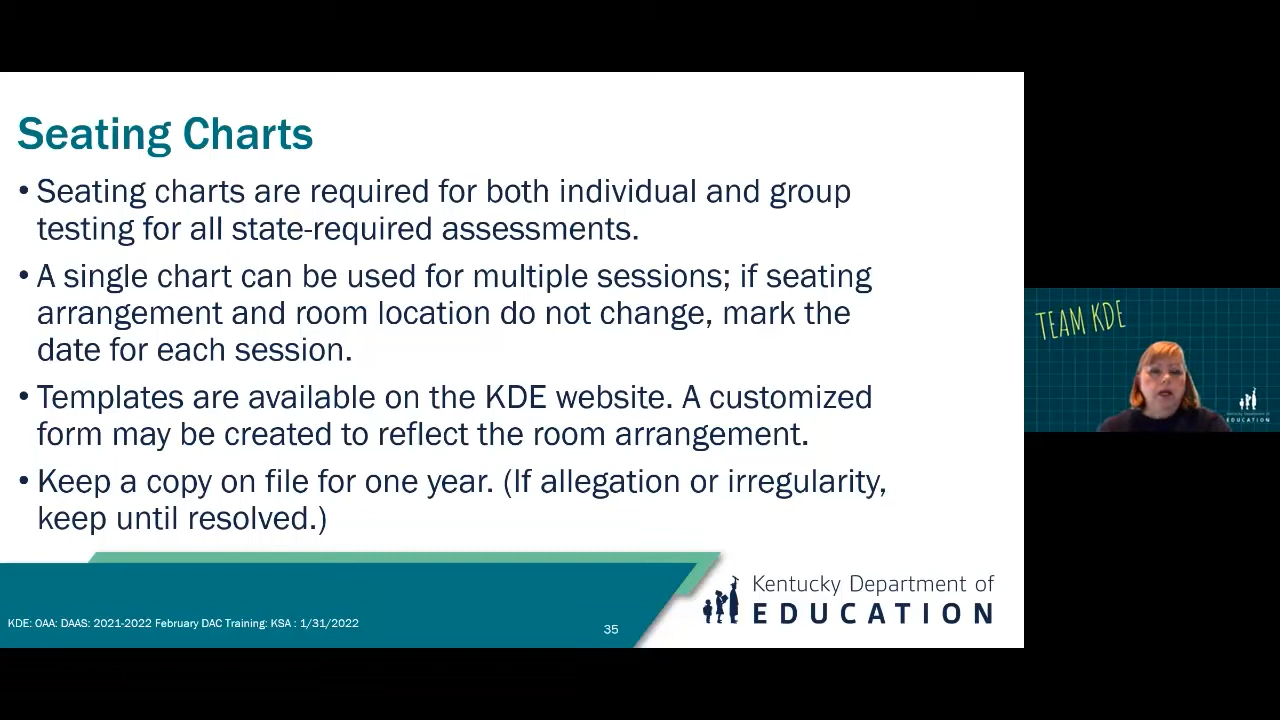 Seating Charts
• Seating charts are required for both individual and group
testing for all state-required assessments.
• A single chart can be used for multiple sessions; if seating
arrangement and room location do not change, mark the
date for each session.
• Templates are available on the KDE website. A customized
form may be created to reflect the room arrangement.
• Keep a copy on file for one year. (If allegation or irregularity,
keep until resolved.)
KDE: OAA: DAAS: 2021-2022 February DAC Training: KSA : 1/31/2022
35
Kentucky Department of
EDUCATION
TEAM KDE
Kentucky Department of
EDUCATION